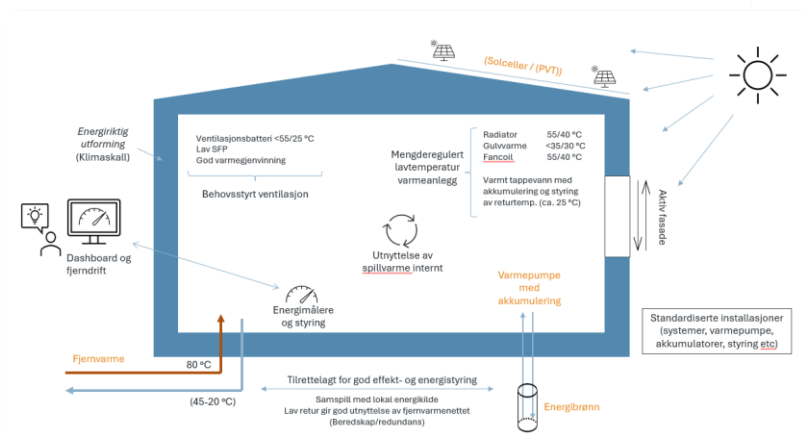 (Solceller / (PVT))
Energiriktig
utforming
(Klimaskall)
Ventilasjonsbatteri <55/25 °C
Lav SFP
God varmegjenvinning
Behovsstyrt ventilasjon
Mengderegulert
lavtemperatur
varmeanlegg
Radiator 55/40 °C
Gulvvarme <35/30 °C
Fancoil 55/40 °C
Varmt tappevann med
akkumulering og styring
av returtemp. (ca. 25 °C)
Aktiv fasade
Dashboard og
fjerndrift
Utnyttelse av
spillvarme internt
Energimålere
og styring
Varmepumpe
med
akkumulering
Standardiserte installasjoner
(systemer, varmepumpe,
akkumulatorer, styring etc)
Fjernvarme
80 °C
(45-20 °C)
Tilrettelagt for god effekt- og energistyring
Samspill med lokal energikilde
Lav retur gir god utnyttelse av fjernvarmenettet
(Beredskap/redundans)
Energibrønn